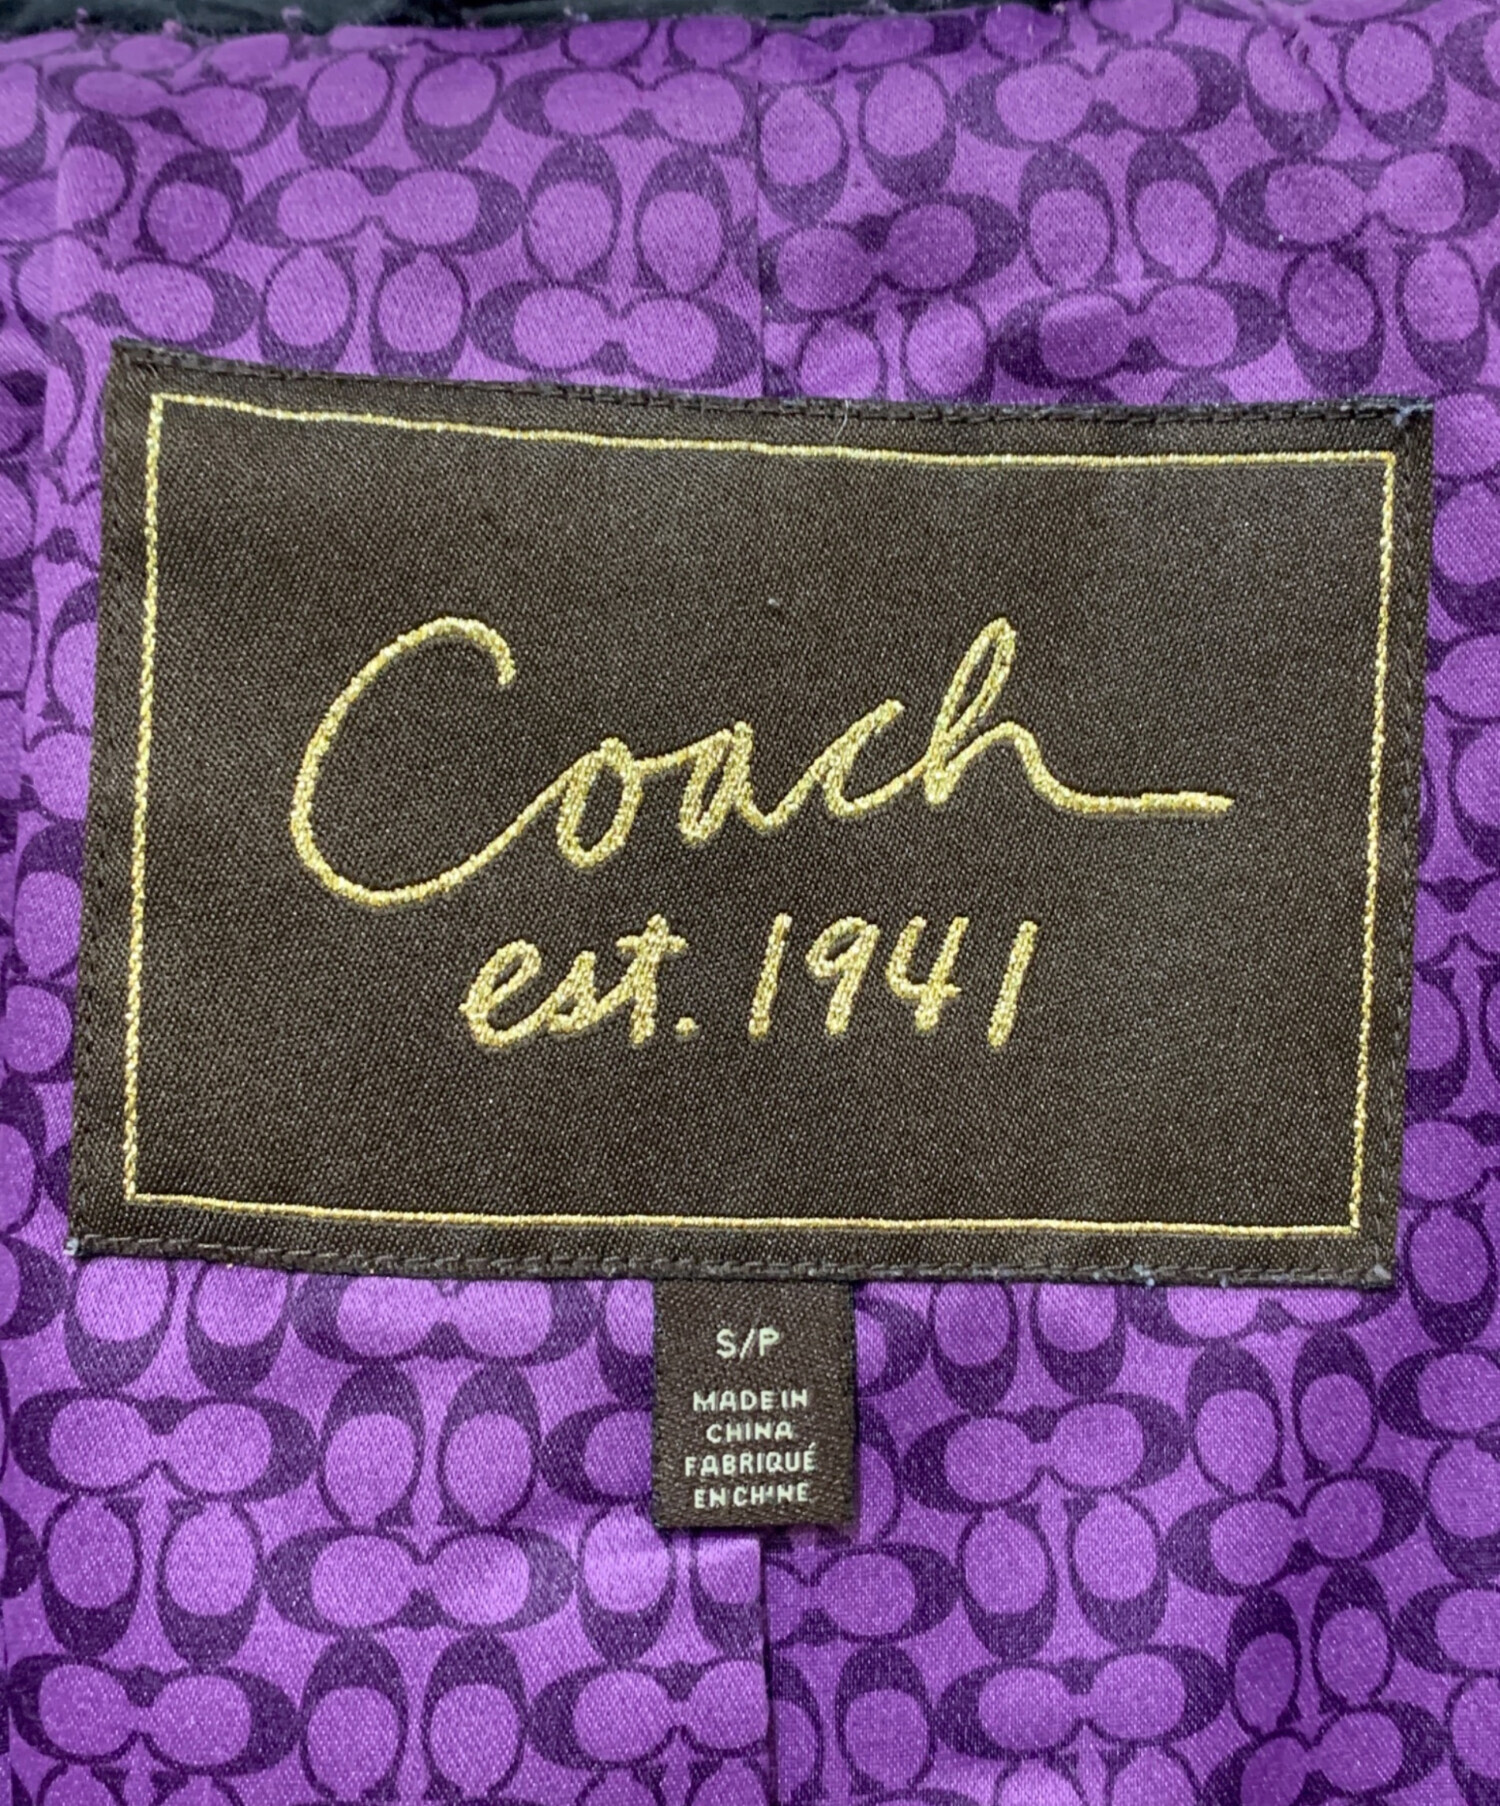 Coach
est. 1941
S/P
MADE IN
CHINA
FABRIQUÉ
EN CHINE